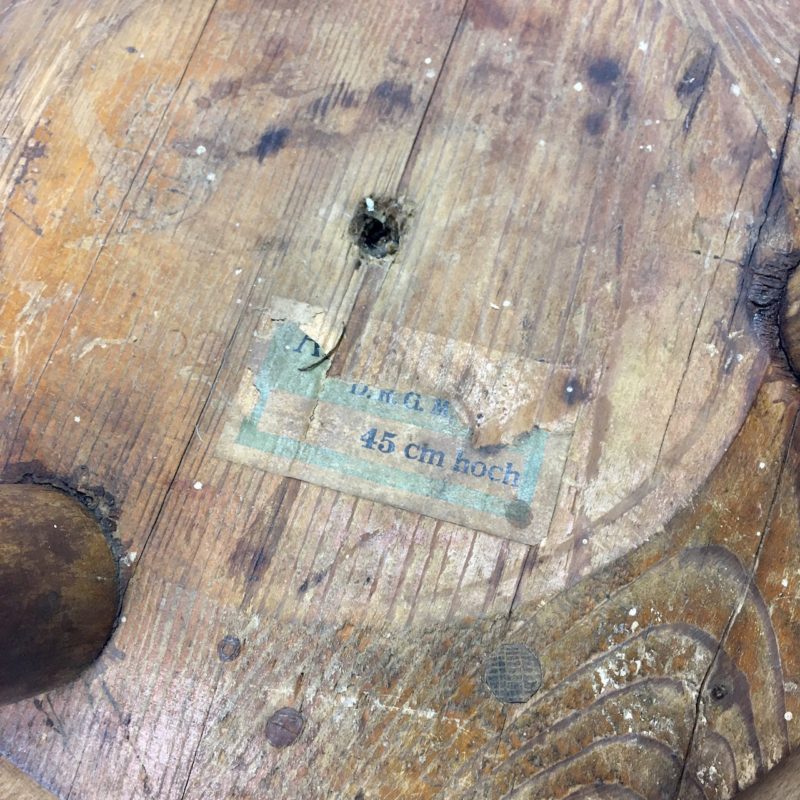 A
D. R. G. M.
45 cm hoch